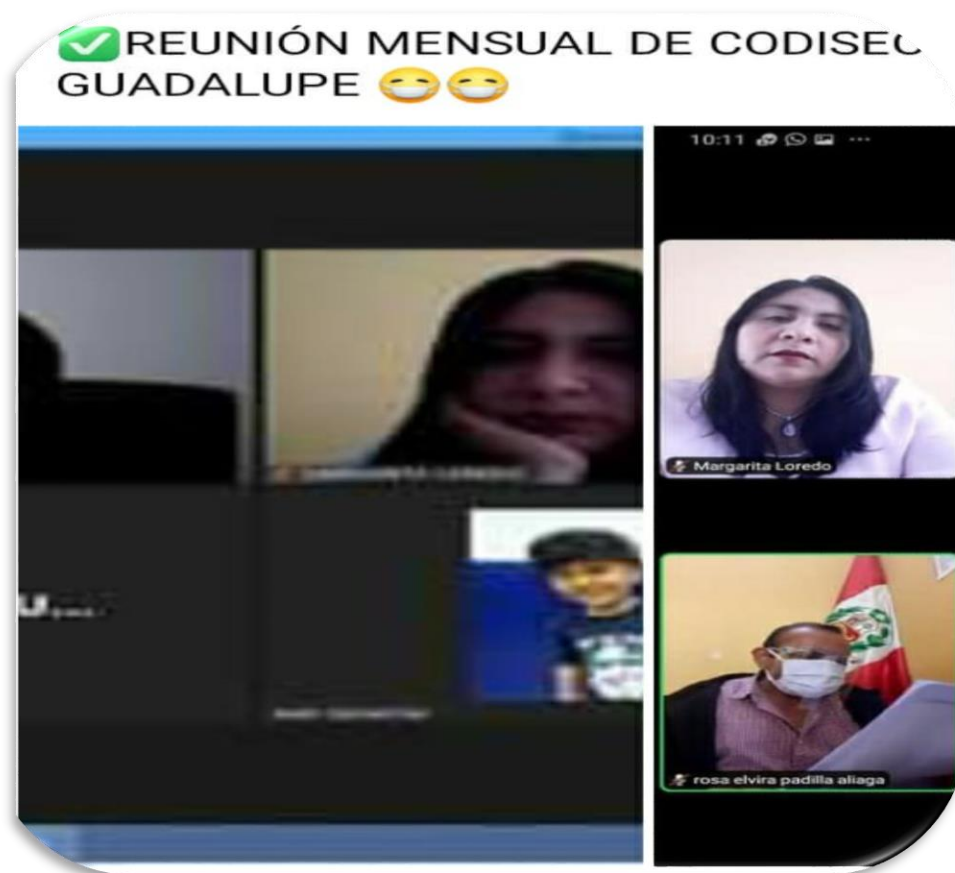 ✅REUNIÓN MENSUAL DE CODISEC
GUADALUPE 😷😷
10:11 ...
Margarita Loredo
rosa elvira padilla aliaga